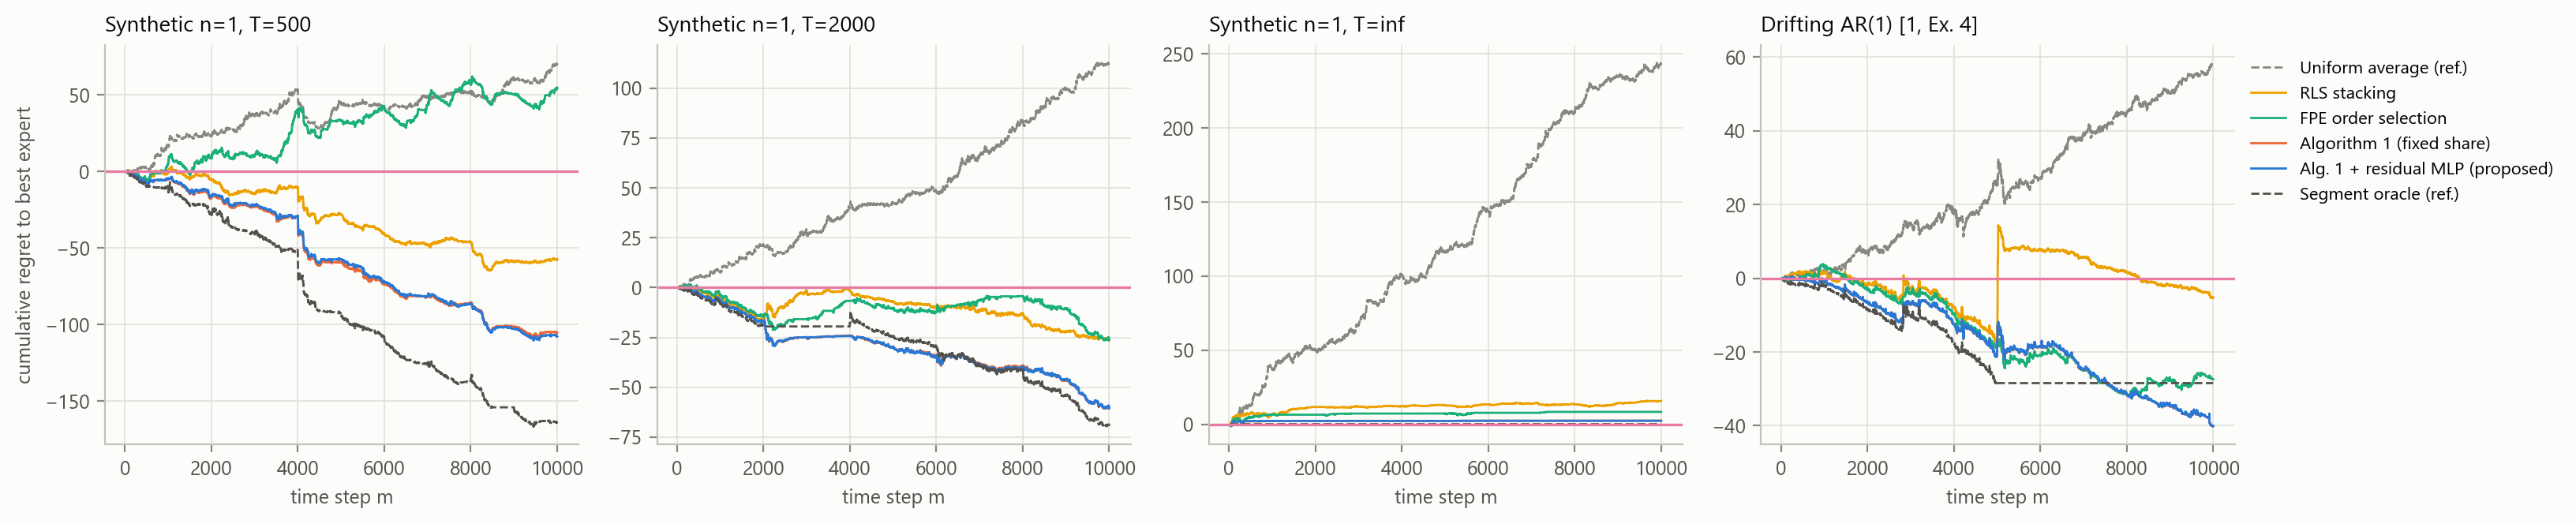 Synthetic n=1, T=500
Synthetic n=1, T=2000
Synthetic n=1, T=inf
Drifting AR(1) [1, Ex. 4]
cumulative regret to best expert
50
0
−50
−100
−150
0 2000 4000 6000 8000 10000
time step m
100
75
50
25
0
−25
−50
−75
0 2000 4000 6000 8000 10000
time step m
250
200
150
100
50
0
0 2000 4000 6000 8000 10000
time step m
60
40
20
0
−20
−40
0 2000 4000 6000 8000 10000
time step m
Uniform average (ref.)
RLS stacking
FPE order selection
Algorithm 1 (fixed share)
Alg. 1 + residual MLP (proposed)
Segment oracle (ref.)